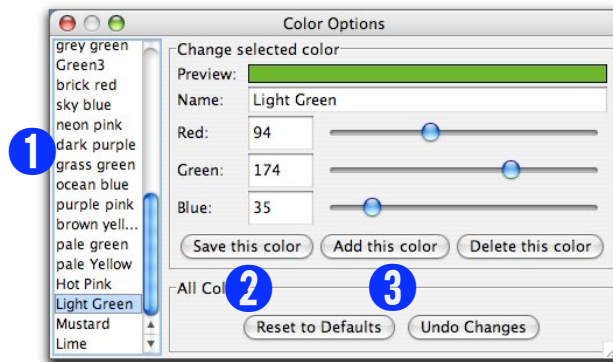 Color Options
grey green
Green3
brick red
sky blue
neon pink
dark purple
grass green
ocean blue
purple pink
brown yell...
pale green
pale Yellow
Hot Pink
Light Green
Mustard
Lime
1
Change selected color
Preview:
Name: Light Green
Red: 94
Green: 174
Blue: 35
Save this color Add this color Delete this color
2 3
All Col
Reset to Defaults Undo Changes